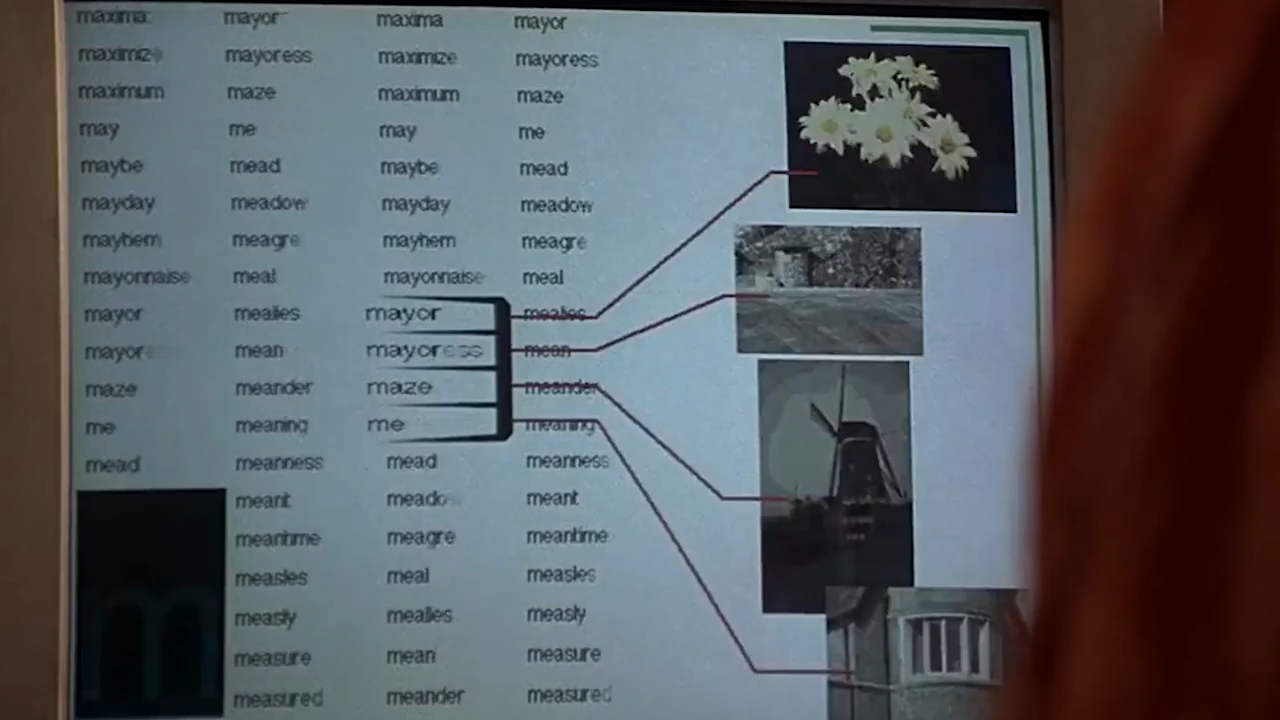 maxima mayor maxima mayor
maximize mayoress maximize mayoress
maximum maze maximum maze
may me may me
maybe mead maybe mead
mayday meadow mayday meadow
mayhem meagre mayhem meagre
mayonnaise meal mayonnaise meal
mayor mealies mayor mealies
mayor mean mayoress mean
maze meander maze meander
me meaning me meaning
mead meanness mead meanness
meant meado meant
meantime meagre meantime
measles meal measles
measly mealies measly
measure mean measure
measured meander measured
m